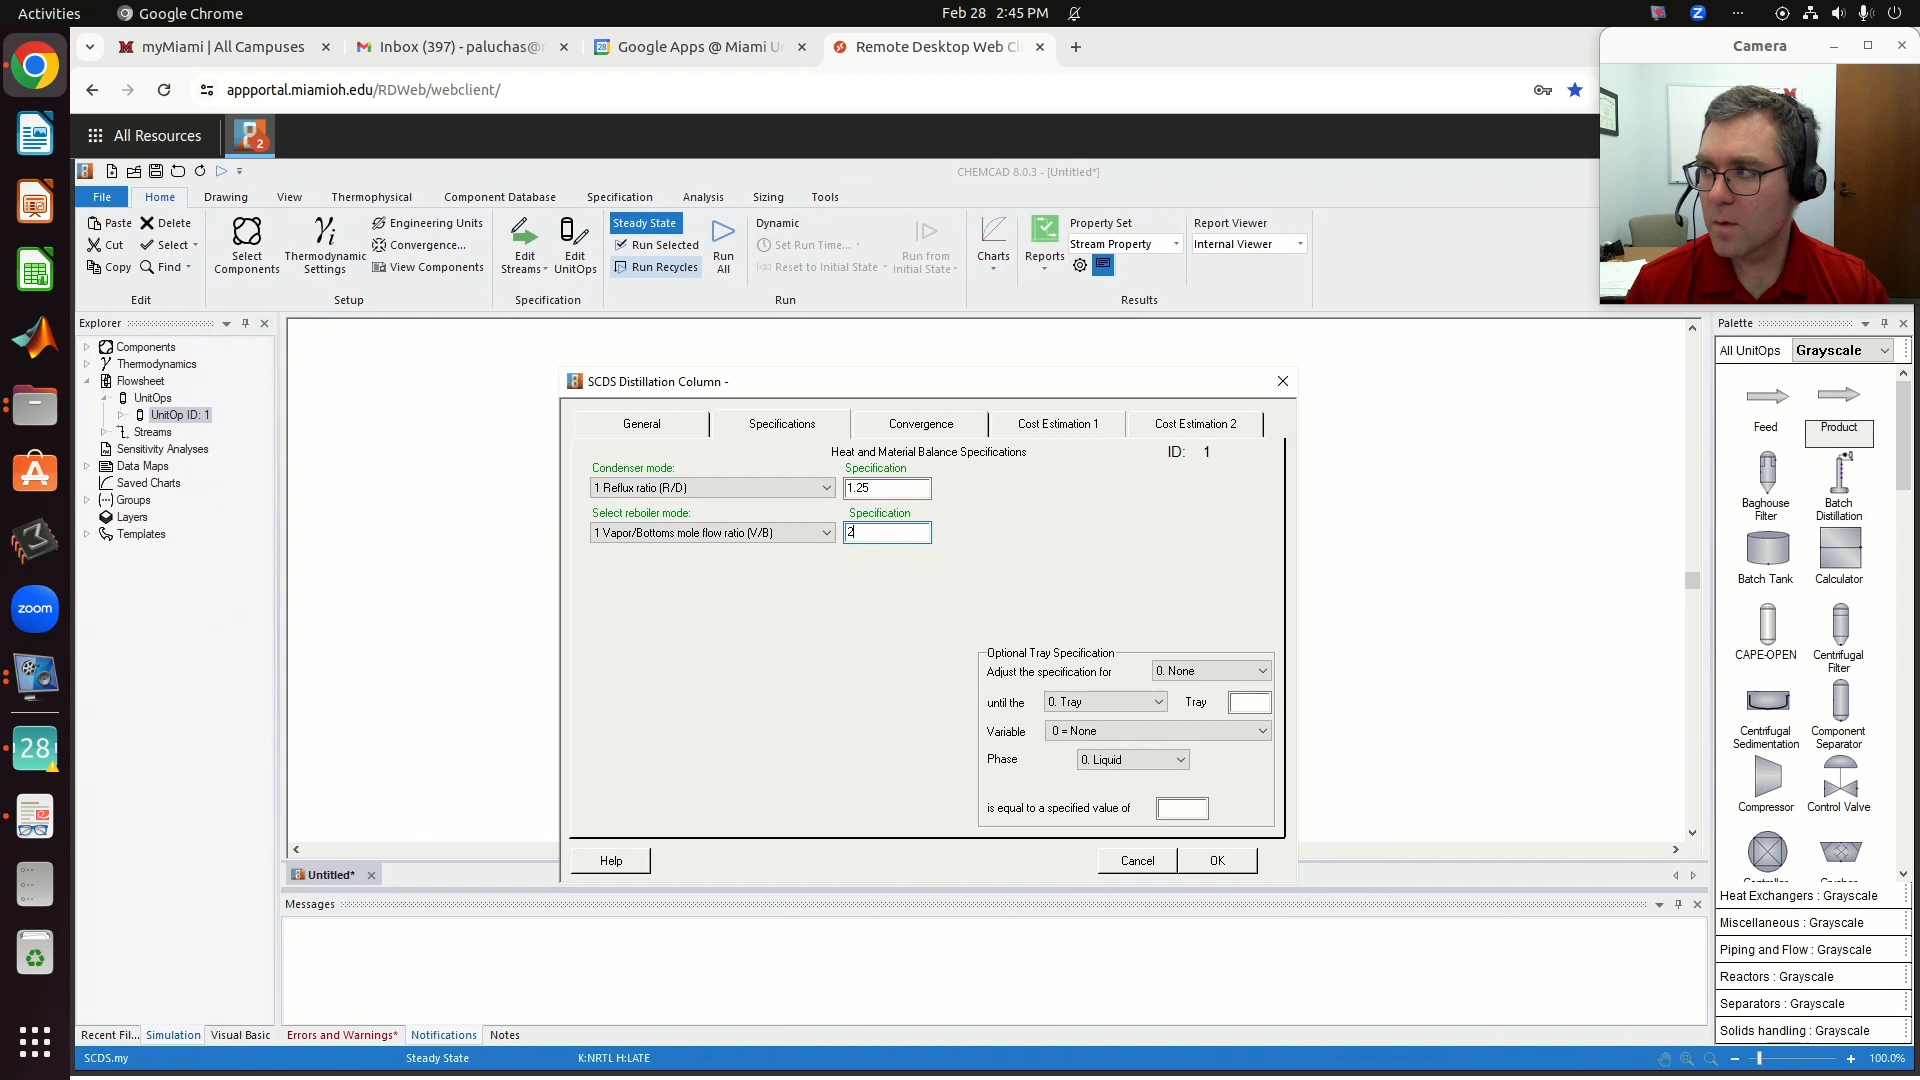 Activities
Google Chrome
Feb 28 2:45 PM
myMiami | All Campuses
Inbox (397) - paluchas@
Google Apps @ Miami U
Remote Desktop Web Cl
Camera
appportal.miamioh.edu/RDWeb/webclient/
All Resources
2
CHEMCAD 8.0.3 - [Untitled*]
File
Home
Drawing
View
Thermophysical
Component Database
Specification
Analysis
Sizing
Tools
Paste
Delete
Cut
Select
Copy
Find
Edit
Select Components
Thermodynamic Settings
Engineering Units
Convergence...
View Components
Setup
Edit Streams
Edit UnitOps
Specification
Steady State
Run Selected
Run Recycles
Run All
Dynamic
Set Run Time...
Reset to Initial State
Run from Initial State
Run
Charts
Reports
Property Set
Stream Property
Report Viewer
Internal Viewer
Results
Explorer
Components
Thermodynamics
Flowsheet
UnitOps
UnitOp ID: 1
Streams
Sensitivity Analyses
Data Maps
Saved Charts
Groups
Layers
Templates
SCDS Distillation Column -
General
Specifications
Convergence
Cost Estimation 1
Cost Estimation 2
Heat and Material Balance Specifications
ID: 1
Condenser mode:
Specification
1 Reflux ratio (R/D)
1.25
Select reboiler mode:
Specification
1 Vapor/Bottoms mole flow ratio (V/B)
2
Optional Tray Specification
Adjust the specification for
0. None
until the
0. Tray
Tray
Variable
0 = None
Phase
0. Liquid
is equal to a specified value of
Help
Cancel
OK
Untitled*
Messages
Palette
All UnitOps
Grayscale
Feed
Product
Baghouse Filter
Batch Distillation
Batch Tank
Calculator
CAPE-OPEN
Centrifugal Filter
Centrifugal Sedimentation
Component Separator
Compressor
Control Valve
Heat Exchangers : Grayscale
Miscellaneous : Grayscale
Piping and Flow : Grayscale
Reactors : Grayscale
Separators : Grayscale
Solids handling : Grayscale
zoom
28
Recent Fil...
Simulation
Visual Basic
Errors and Warnings*
Notifications
Notes
SCDS.my
Steady State
K:NRTL H:LATE
100.0%